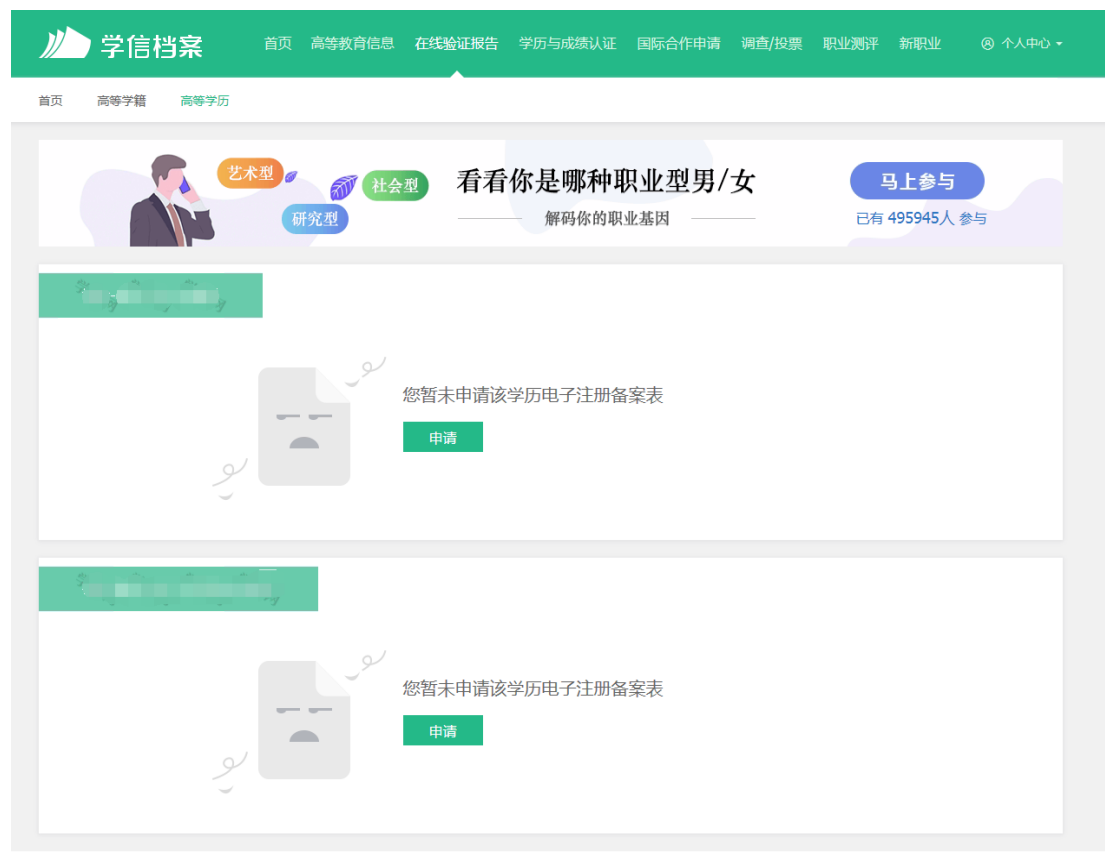 学信档案 首页 高等教育信息 在线验证报告 学历与成绩认证 国际合作申请 调查/投票 职业测评 新职业 个人中心
首页 高等学籍 高等学历
艺术型
社会型
研究型
看看你是哪种职业型男/女
解码你的职业基因
马上参与
已有 495945人 参与
您暂未申请该学历电子注册备案表
申请
您暂未申请该学历电子注册备案表
申请